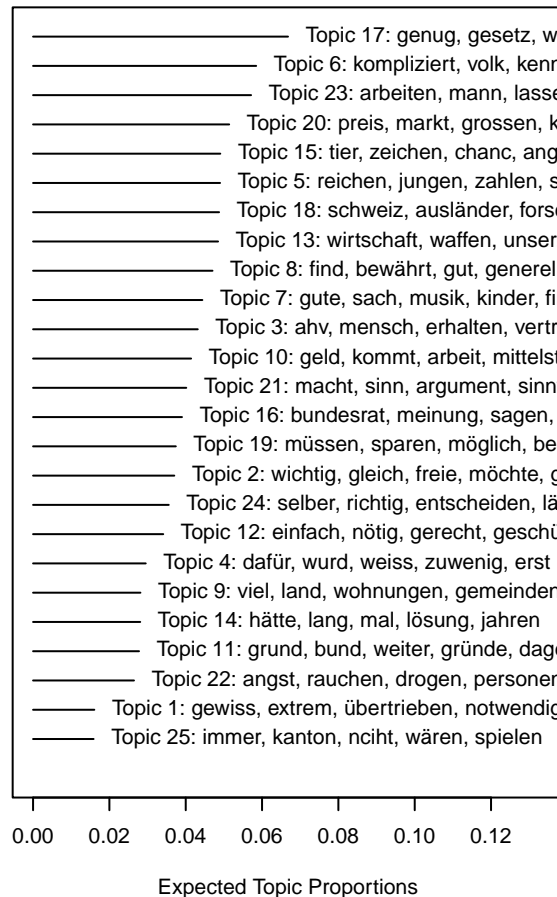 Topic 17: genug, gesetz, w
Topic 6: kompliziert, volk, kenn
Topic 23: arbeiten, mann, lasse
Topic 20: preis, markt, grossen, k
Topic 15: tier, zeichen, chanc, ang
Topic 5: reichen, jungen, zahlen, s
Topic 18: schweiz, ausländer, fors
Topic 13: wirtschaft, waffen, unser
Topic 8: find, bewährt, gut, generel
Topic 7: gute, sach, musik, kinder, fi
Topic 3: ahv, mensch, erhalten, vertr
Topic 10: geld, kommt, arbeit, mittelst
Topic 21: macht, sinn, argument, sinn
Topic 16: bundesrat, meinung, sagen,
Topic 19: müssen, sparen, möglich, be
Topic 2: wichtig, gleich, freie, möchte, g
Topic 24: selber, richtig, entscheiden, lä
Topic 12: einfach, nötig, gerecht, geschü
Topic 4: dafür, wurd, weiss, zuwenig, erst
Topic 9: viel, land, wohnungen, gemeinden
Topic 14: hätte, lang, mal, lösung, jahren
Topic 11: grund, bund, weiter, gründe, dage
Topic 22: angst, rauchen, drogen, personen
Topic 1: gewiss, extrem, übertrieben, notwendig
Topic 25: immer, kanton, nciht, wären, spielen
0.00 0.02 0.04 0.06 0.08 0.10 0.12
Expected Topic Proportions